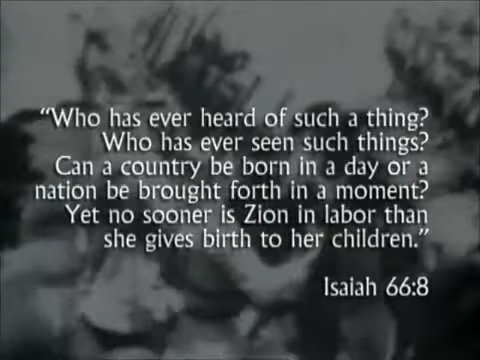 “Who has ever heard of such a thing?
Who has ever seen such things?
Can a country be born in a day or a
nation be brought forth in a moment?
Yet no sooner is Zion in labor than
she gives birth to her children.”
Isaiah 66:8